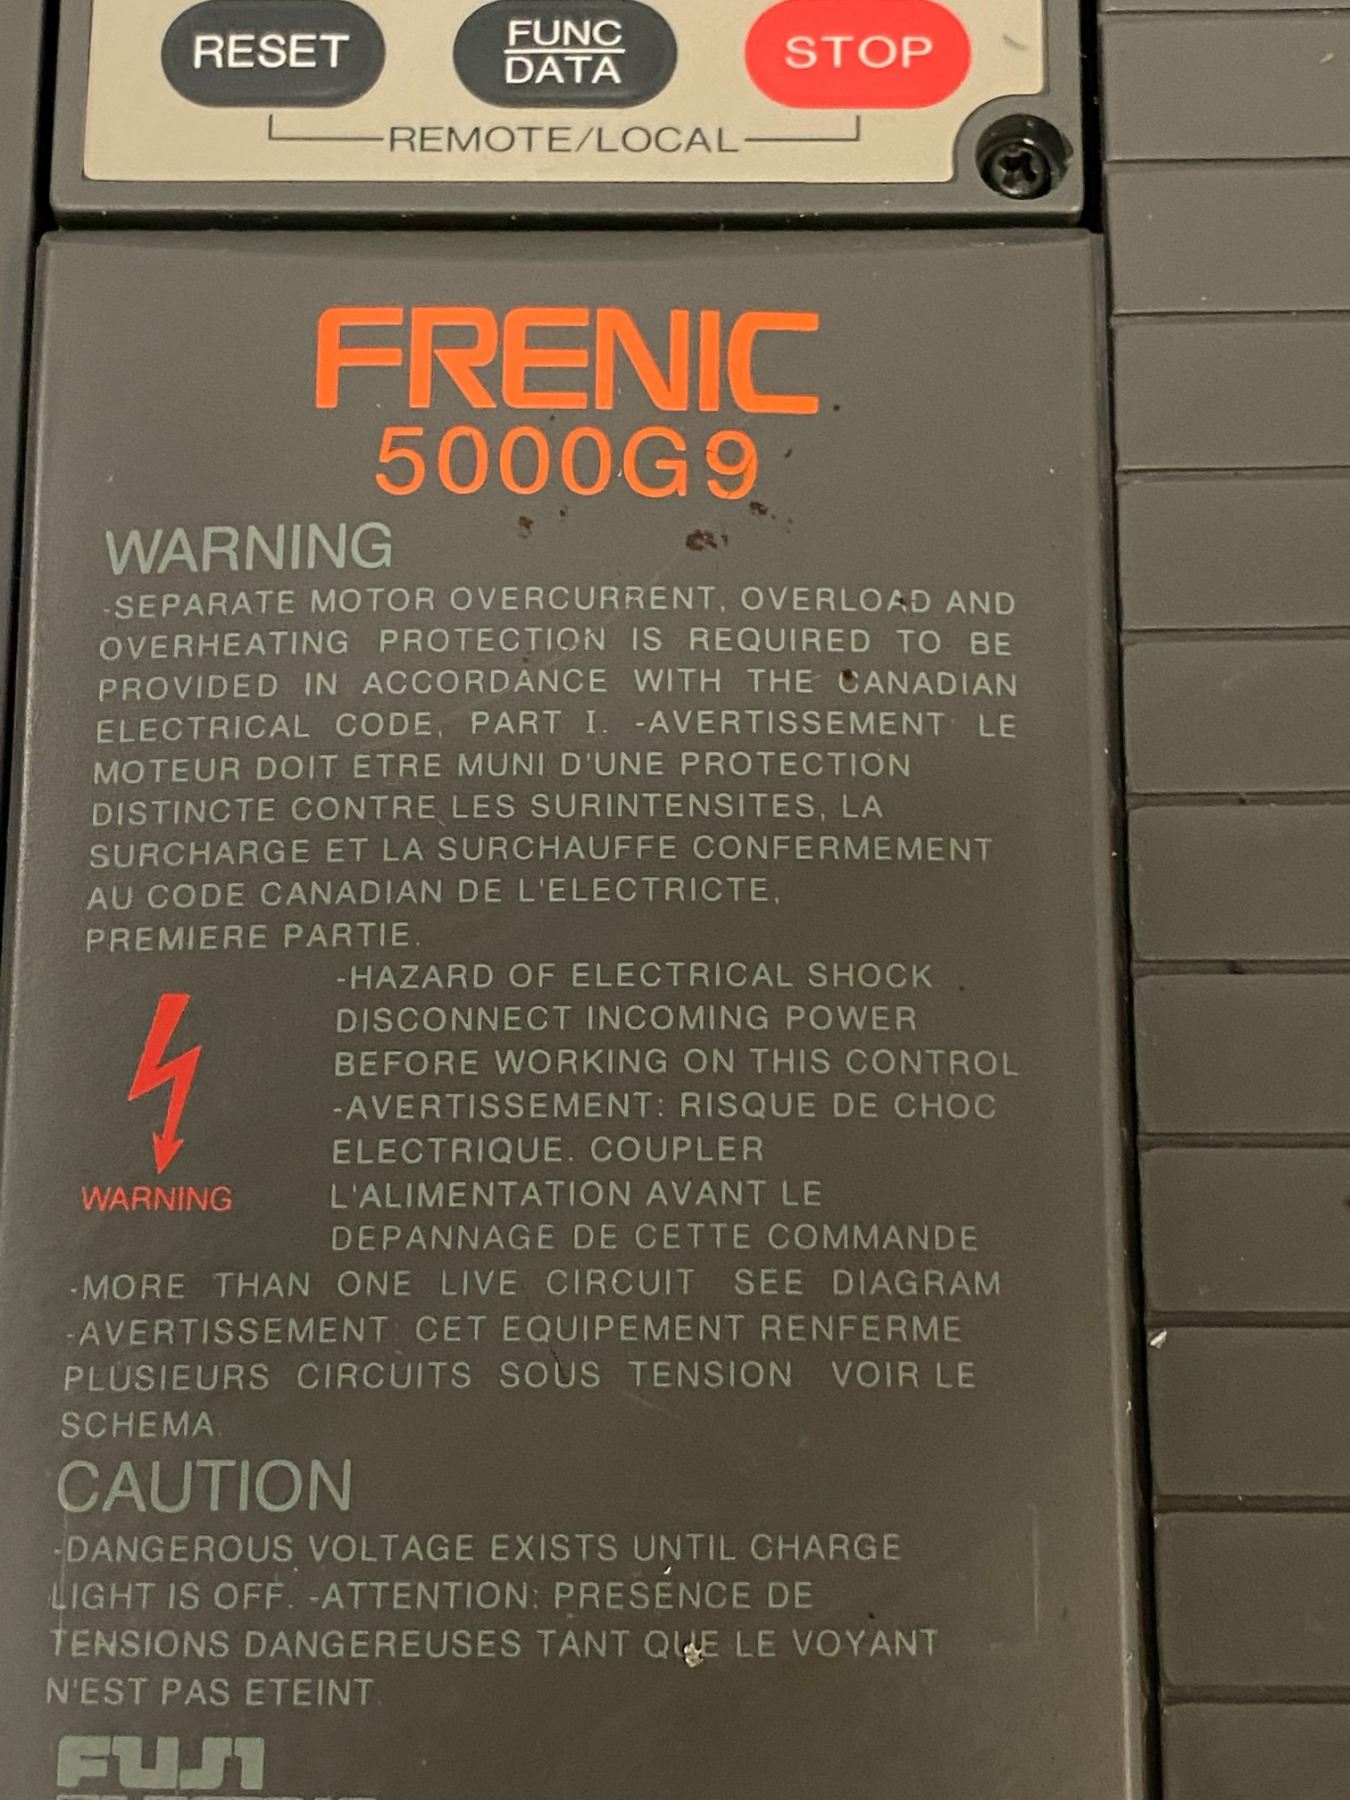 RESET
FUNC
DATA
STOP
REMOTE/LOCAL
FRENIC
5000G9
WARNING
-SEPARATE MOTOR OVERCURRENT, OVERLOAD AND
OVERHEATING PROTECTION IS REQUIRED TO BE
PROVIDED IN ACCORDANCE WITH THE CANADIAN
ELECTRICAL CODE, PART I. -AVERTISSEMENT LE
MOTEUR DOIT ETRE MUNI D'UNE PROTECTION
DISTINCTE CONTRE LES SURINTENSITES, LA
SURCHARGE ET LA SURCHAUFFE CONFERMEMENT
AU CODE CANADIAN DE L'ELECTRICTE,
PREMIERE PARTIE.
-HAZARD OF ELECTRICAL SHOCK
DISCONNECT INCOMING POWER
BEFORE WORKING ON THIS CONTROL
-AVERTISSEMENT: RISQUE DE CHOC
ELECTRIQUE. COUPLER
L'ALIMENTATION AVANT LE
DEPANNAGE DE CETTE COMMANDE
WARNING
-MORE THAN ONE LIVE CIRCUIT SEE DIAGRAM
-AVERTISSEMENT: CET EQUIPEMENT RENFERME
PLUSIEURS CIRCUITS SOUS TENSION VOIR LE
SCHEMA.
CAUTION
-DANGEROUS VOLTAGE EXISTS UNTIL CHARGE
LIGHT IS OFF. -ATTENTION: PRESENCE DE
TENSIONS DANGEREUSES TANT QUE LE VOYANT
N'EST PAS ETEINT.
FUJI
ELECTRIC